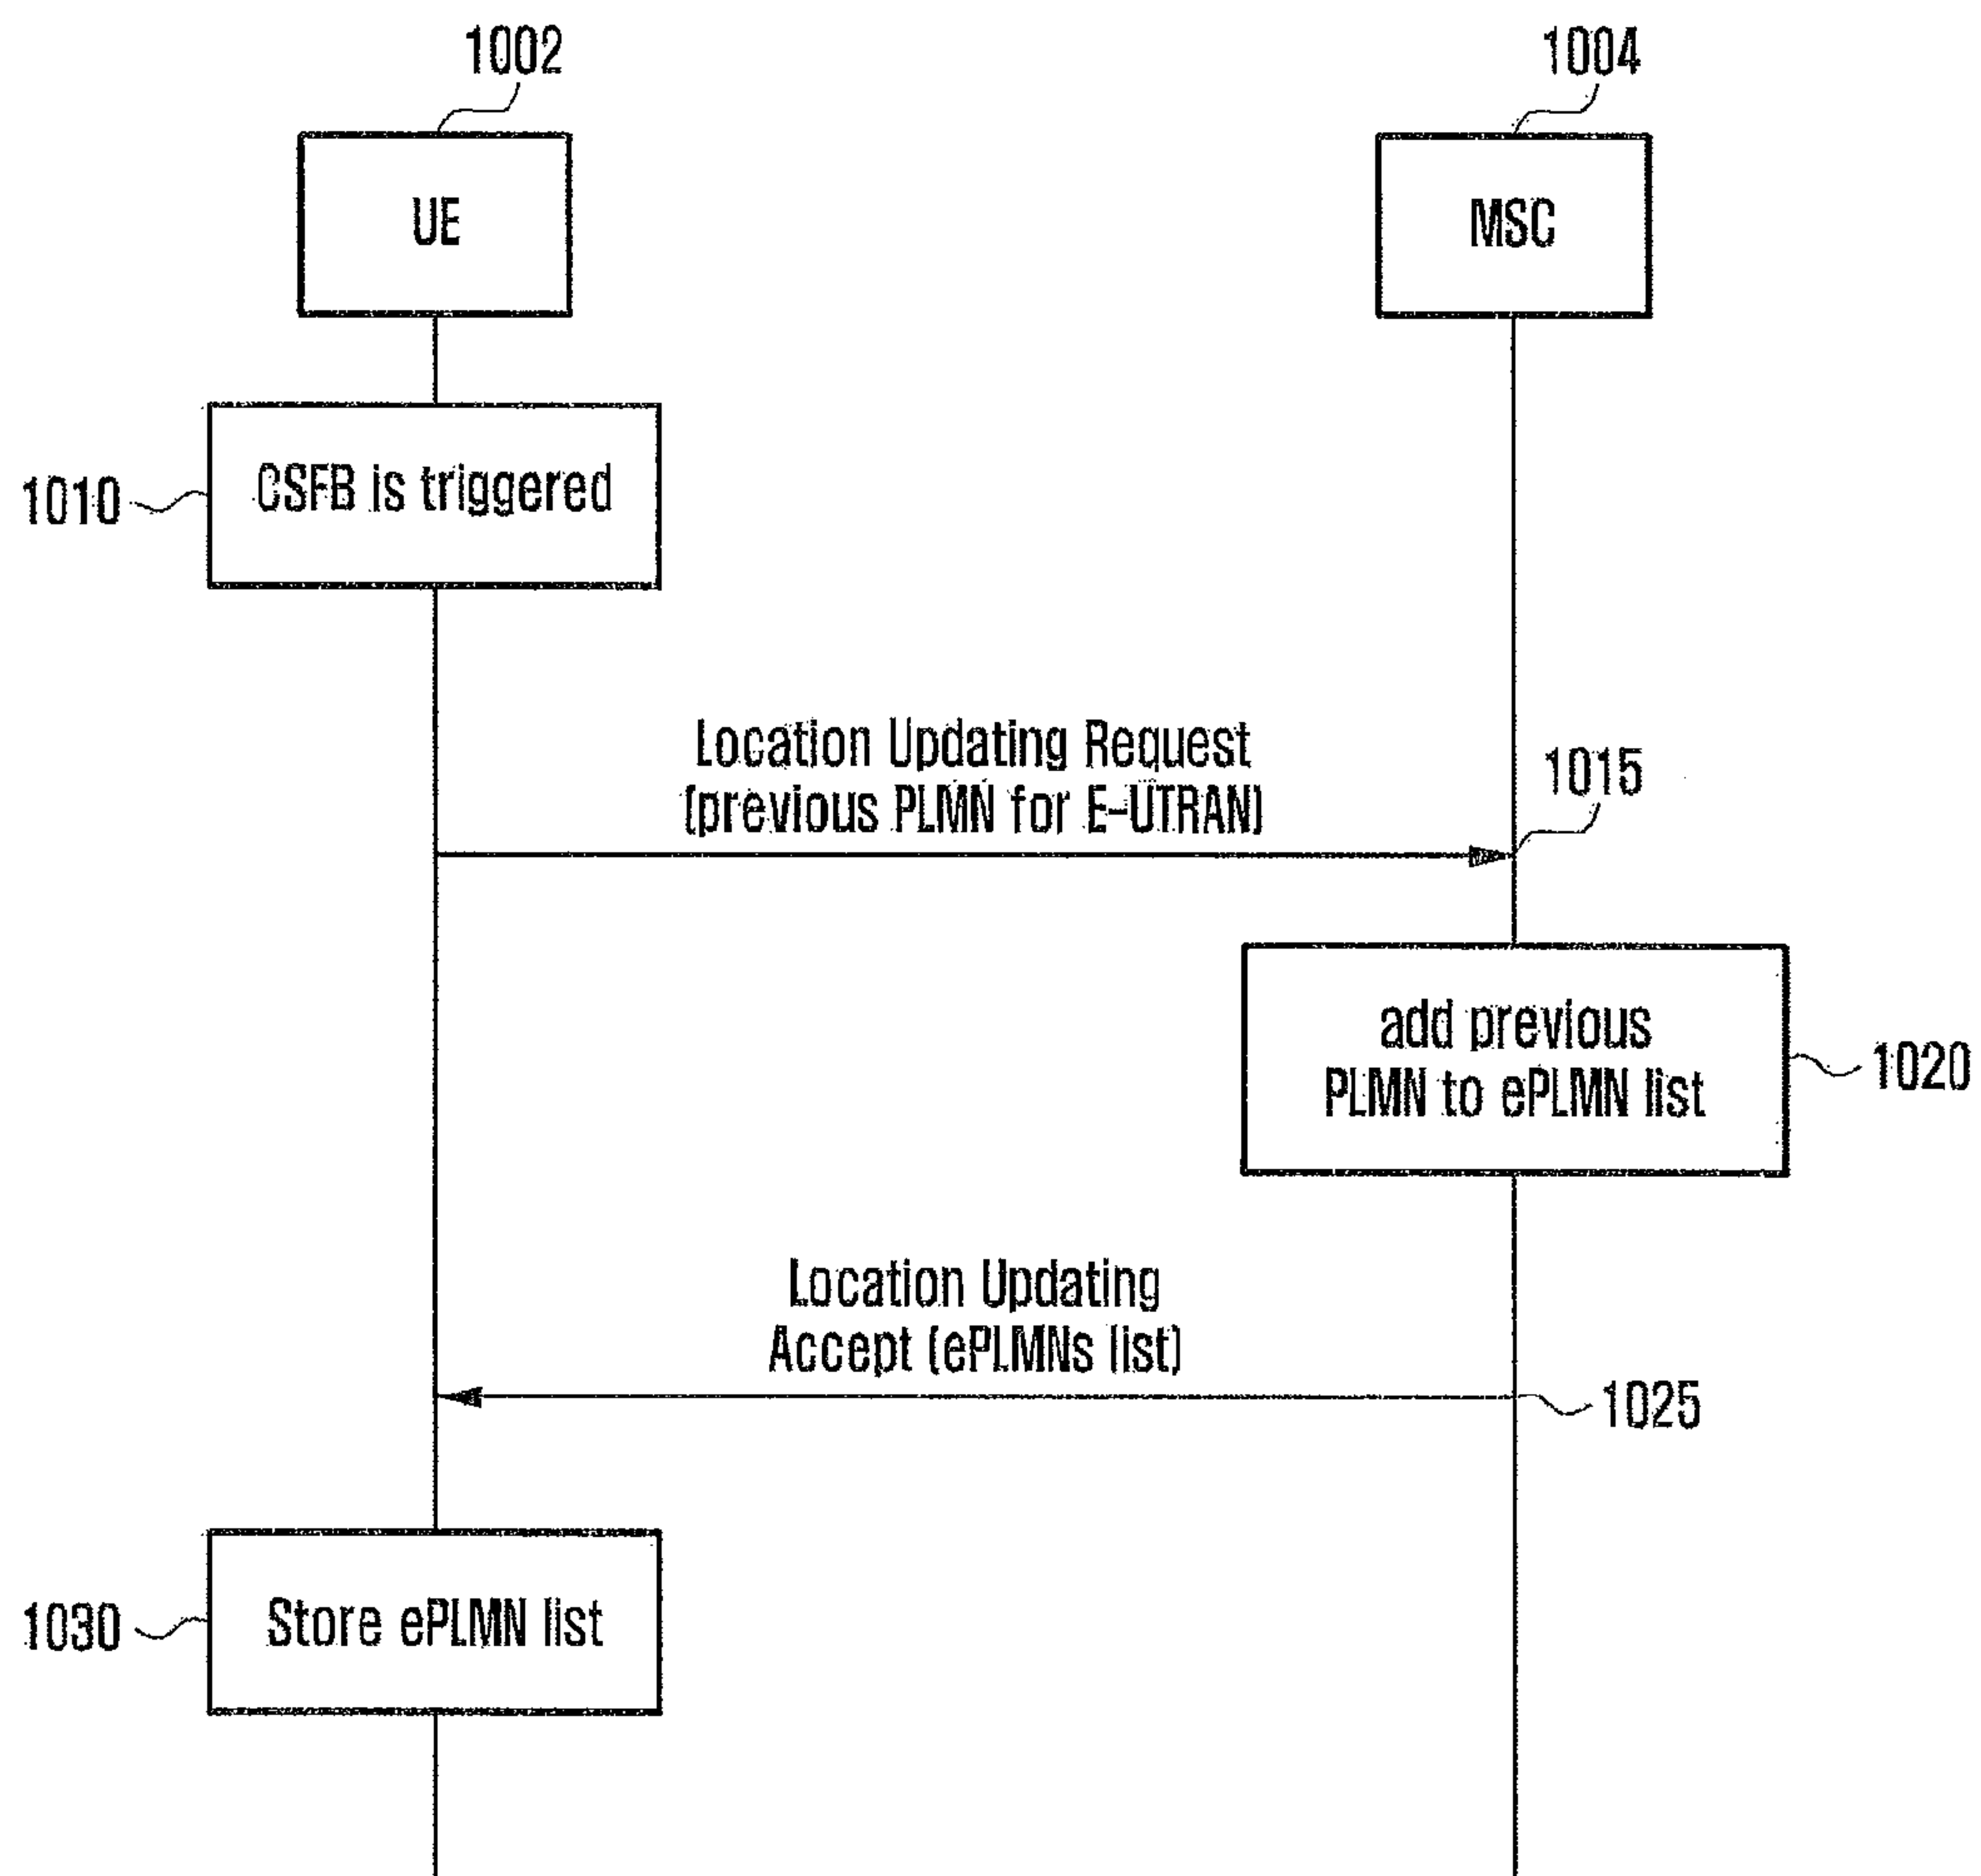 1002
1004
UE
MSC
1010
CSFB is triggered
Location Updating Request
(previous PLMN for E-UTRAN)
1015
add previous
PLMN to ePLMN list
1020
Location Updating
Accept (ePLMNs list)
1025
1030
Store ePLMN list